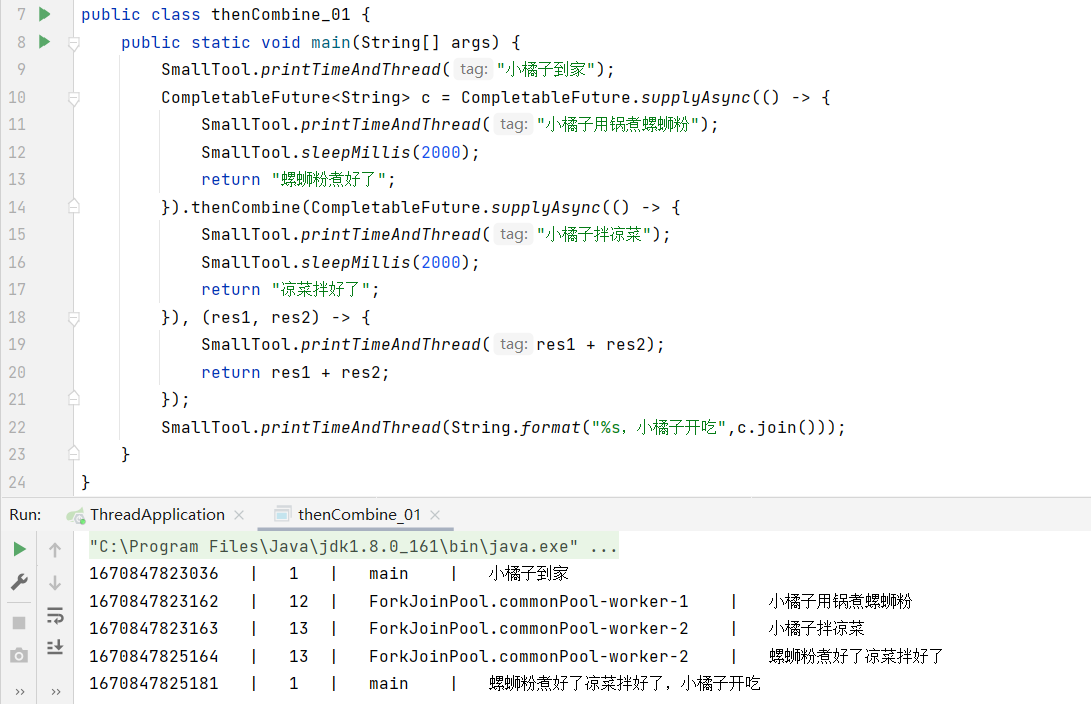 7 public class thenCombine_01 {
8 public static void main(String[] args) {
9 SmallTool.printTimeAndThread( tag: "小橘子到家");
10 CompletableFuture<String> c = CompletableFuture.supplyAsync(() -> {
11 SmallTool.printTimeAndThread( tag: "小橘子用锅煮螺蛳粉");
12 SmallTool.sleepMillis(2000);
13 return "螺蛳粉煮好了";
14 }).thenCombine(CompletableFuture.supplyAsync(() -> {
15 SmallTool.printTimeAndThread( tag: "小橘子拌凉菜");
16 SmallTool.sleepMillis(2000);
17 return "凉菜拌好了";
18 }), (res1, res2) -> {
19 SmallTool.printTimeAndThread( tag: res1 + res2);
20 return res1 + res2;
21 });
22 SmallTool.printTimeAndThread(String.format("%s，小橘子开吃",c.join()));
23 }
24 }
Run: ThreadApplication × thenCombine_01 ×
"C:\Program Files\Java\jdk1.8.0_161\bin\java.exe" ...
1670847823036 | 1 | main | 小橘子到家
1670847823162 | 12 | ForkJoinPool.commonPool-worker-1 | 小橘子用锅煮螺蛳粉
1670847823163 | 13 | ForkJoinPool.commonPool-worker-2 | 小橘子拌凉菜
1670847825164 | 13 | ForkJoinPool.commonPool-worker-2 | 螺蛳粉煮好了凉菜拌好了
1670847825181 | 1 | main | 螺蛳粉煮好了凉菜拌好了，小橘子开吃